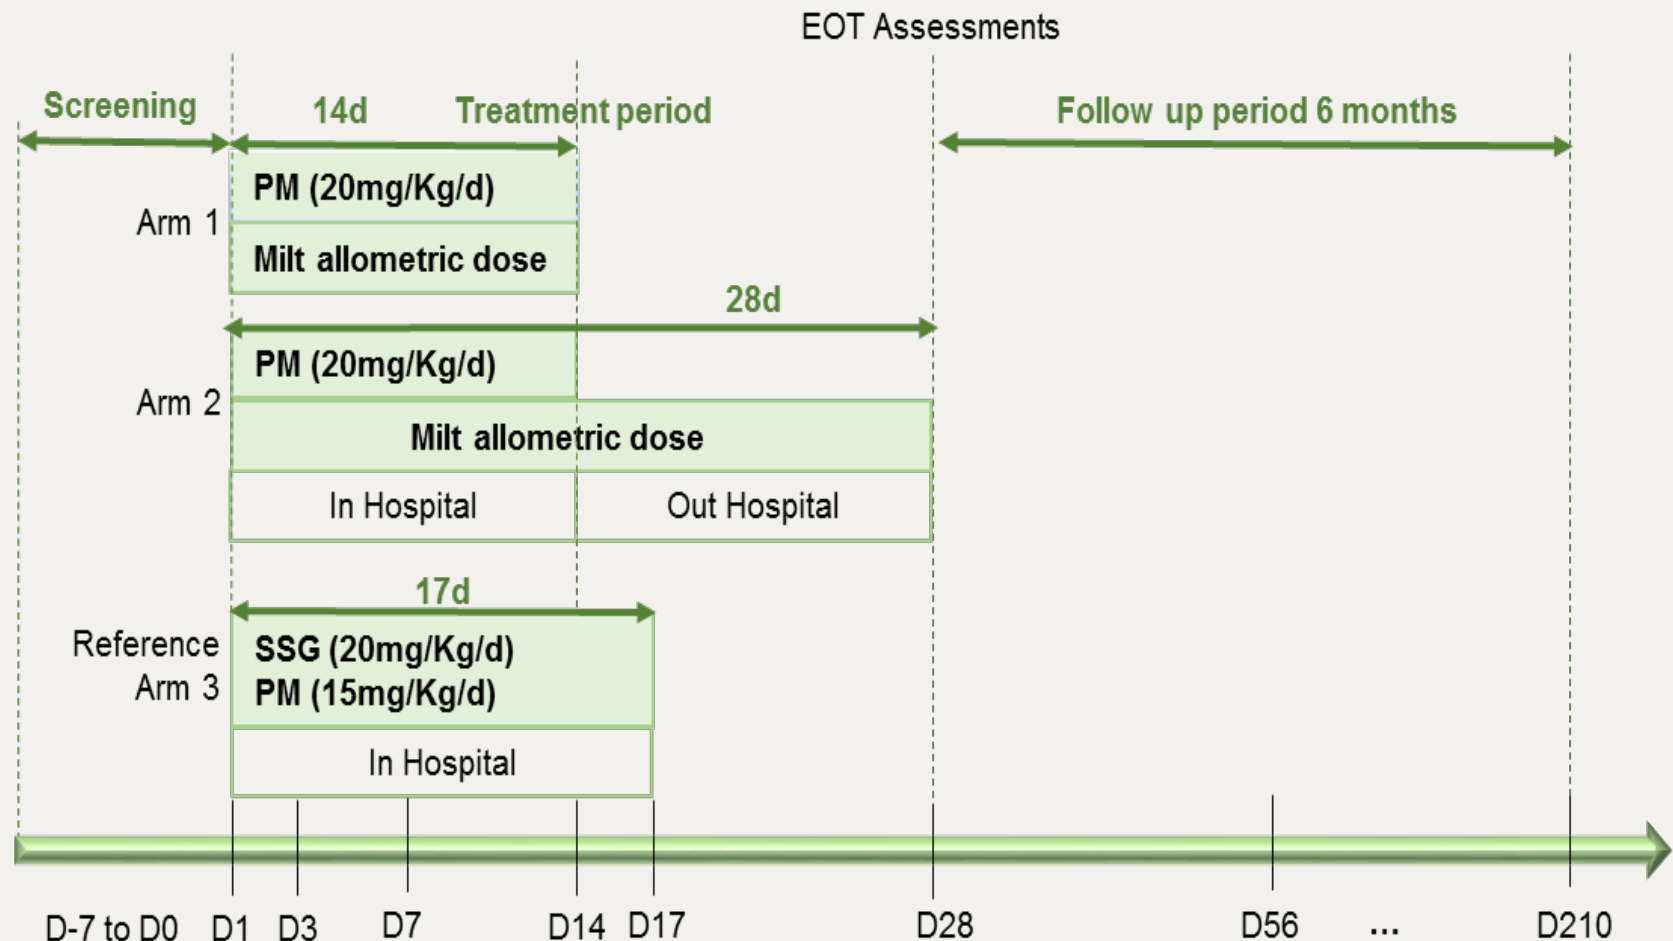 EOT Assessments
Screening
14d
Treatment period
Follow up period 6 months
Arm 1
PM (20mg/Kg/d)
Milt allometric dose
28d
Arm 2
PM (20mg/Kg/d)
Milt allometric dose
In Hospital
Out Hospital
17d
Reference
Arm 3
SSG (20mg/Kg/d)
PM (15mg/Kg/d)
In Hospital
D-7 to D0 D1 D3 D7 D14 D17 D28 D56 ... D210